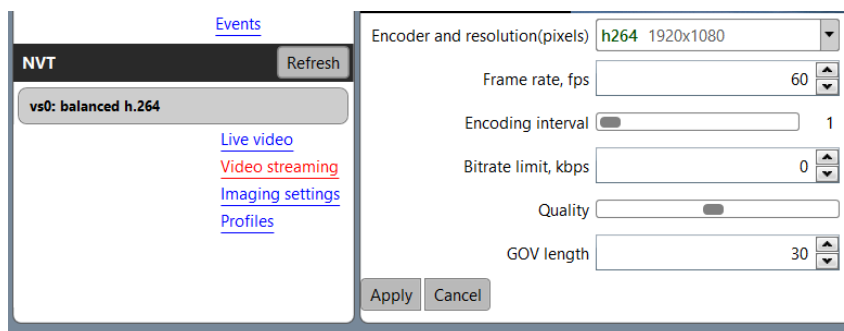 Events
NVT
Refresh
vs0: balanced h.264
Live video
Video streaming
Imaging settings
Profiles
Encoder and resolution(pixels) h264 1920x1080
Frame rate, fps 60
Encoding interval 1
Bitrate limit, kbps 0
Quality
GOV length 30
Apply Cancel